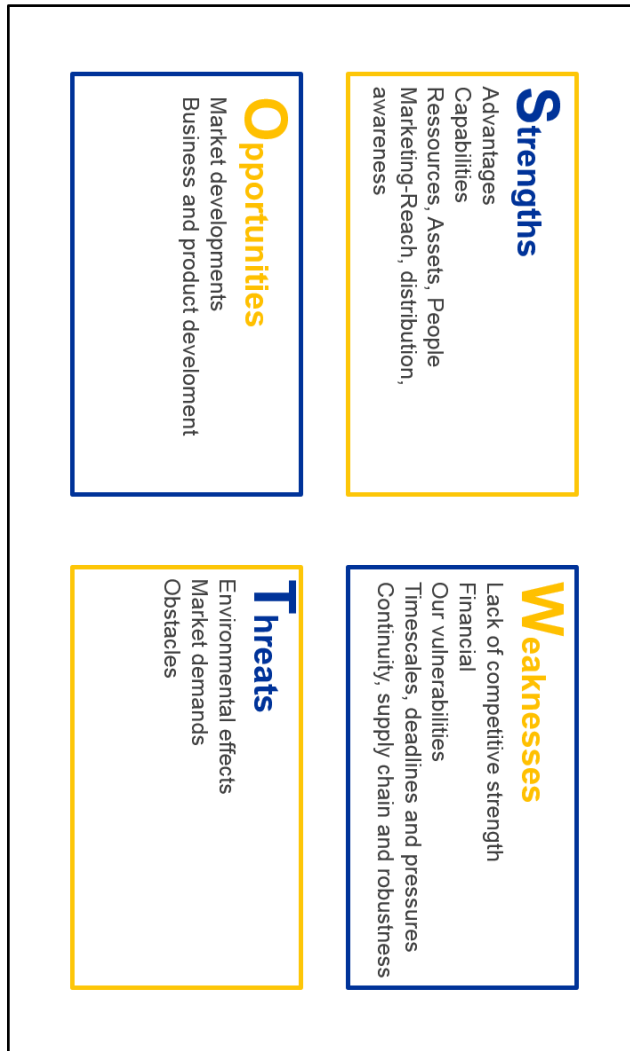 Strengths
Advantages
Capabilities
Ressources, Assets, People
Marketing-Reach, distribution,
awareness
Weaknesses
Lack of competitive strength
Financial
Our vulnerabilities
Timescales, deadlines and pressures
Continuity, supply chain and robustness
Opportunities
Market developments
Business and product develoment
Threats
Environmental effects
Market demands
Obstacles